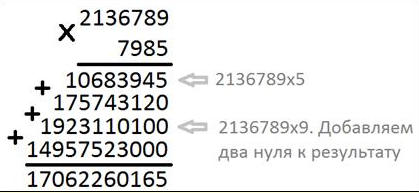 2136789
x
7985
+ 10683945 ⇐ 2136789x5
+ 175743120
1923110100 ⇐ 2136789x9. Добавляем
+ два нуля к результату
14957523000
17062260165